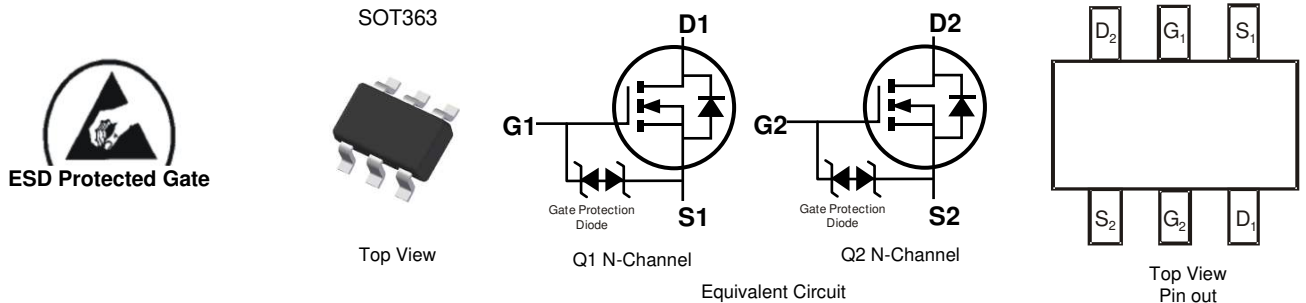 ESD Protected Gate
SOT363
Top View
D1
G1
S1
Gate Protection
Diode
Q1 N-Channel
D2
G2
S2
Gate Protection
Diode
Q2 N-Channel
Equivalent Circuit
D₂ G₁ S₁
S₂ G₂ D₁
Top View
Pin out